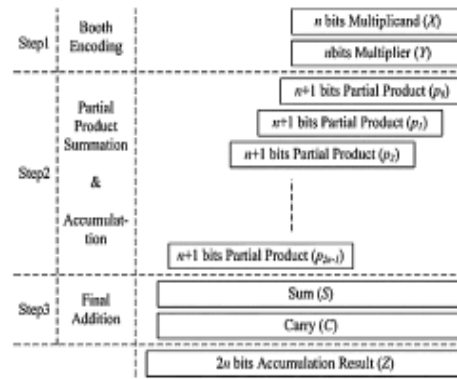 Step1
Booth
Encoding
n bits Multiplicand (X)
nbits Multiplier (Y)
Step2
Partial
Product
Summation
&
Accumulat-
tion
n+1 bits Partial Product (p0)
n+1 bits Partial Product (p1)
n+1 bits Partial Product (p2)
n+1 bits Partial Product (p2n-1)
Step3
Final
Addition
Sum (S)
Carry (C)
2n bits Accumulation Result (Z)